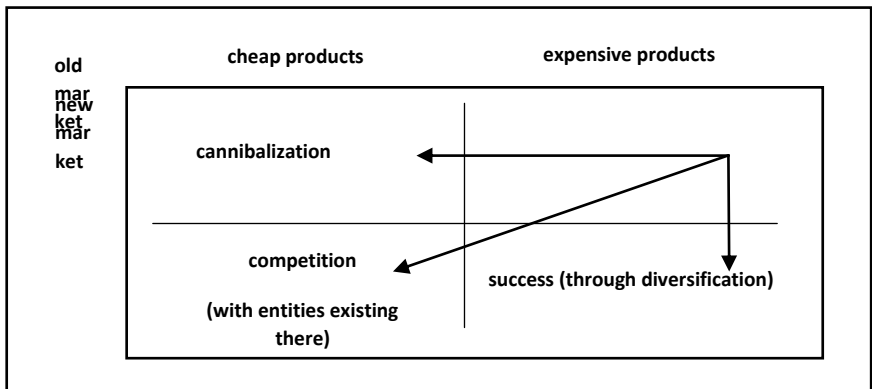 cheap products
expensive products
old
mar
ket
new
mar
ket
cannibalization
competition
(with entities existing
there)
success (through diversification)